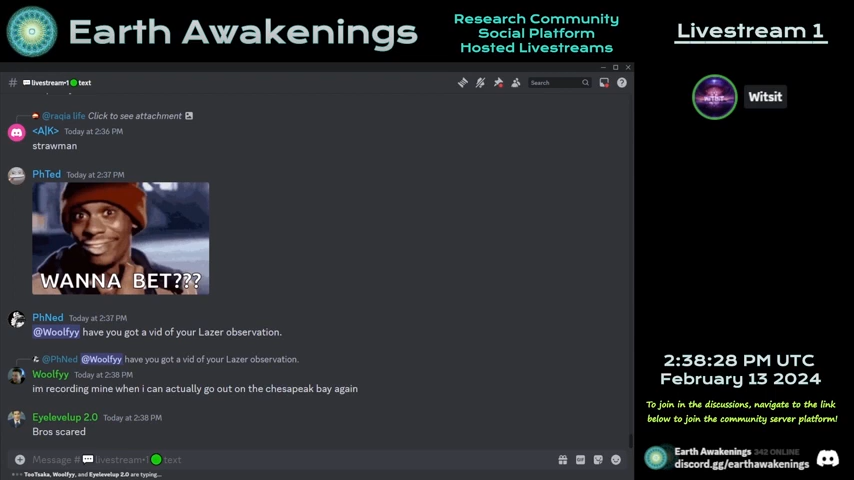 Earth Awakenings
Research Community
Social Platform
Hosted Livestreams
Livestream 1
# livestream•1 text
Search
Witsit
@raqia life Click to see attachment
<A|K> Today at 2:36 PM
strawman
PhTed Today at 2:37 PM
WANNA BET???
PhNed Today at 2:37 PM
@Woolfyy have you got a vid of your Lazer observation.
@PhNed @Woolfyy have you got a vid of your Lazer observation.
Woolfyy Today at 2:38 PM
im recording mine when i can actually go out on the chesapeak bay again
Eyelevelup 2.0 Today at 2:38 PM
Bros scared
Message # livestream•1 text
TooTsaka, Woolfyy, and Eyelevelup 2.0 are typing...
2:38:28 PM UTC
February 13 2024
To join in the discussions, navigate to the link
below to join the community server platform!
Earth Awakenings 342 ONLINE
discord.gg/earthawakenings